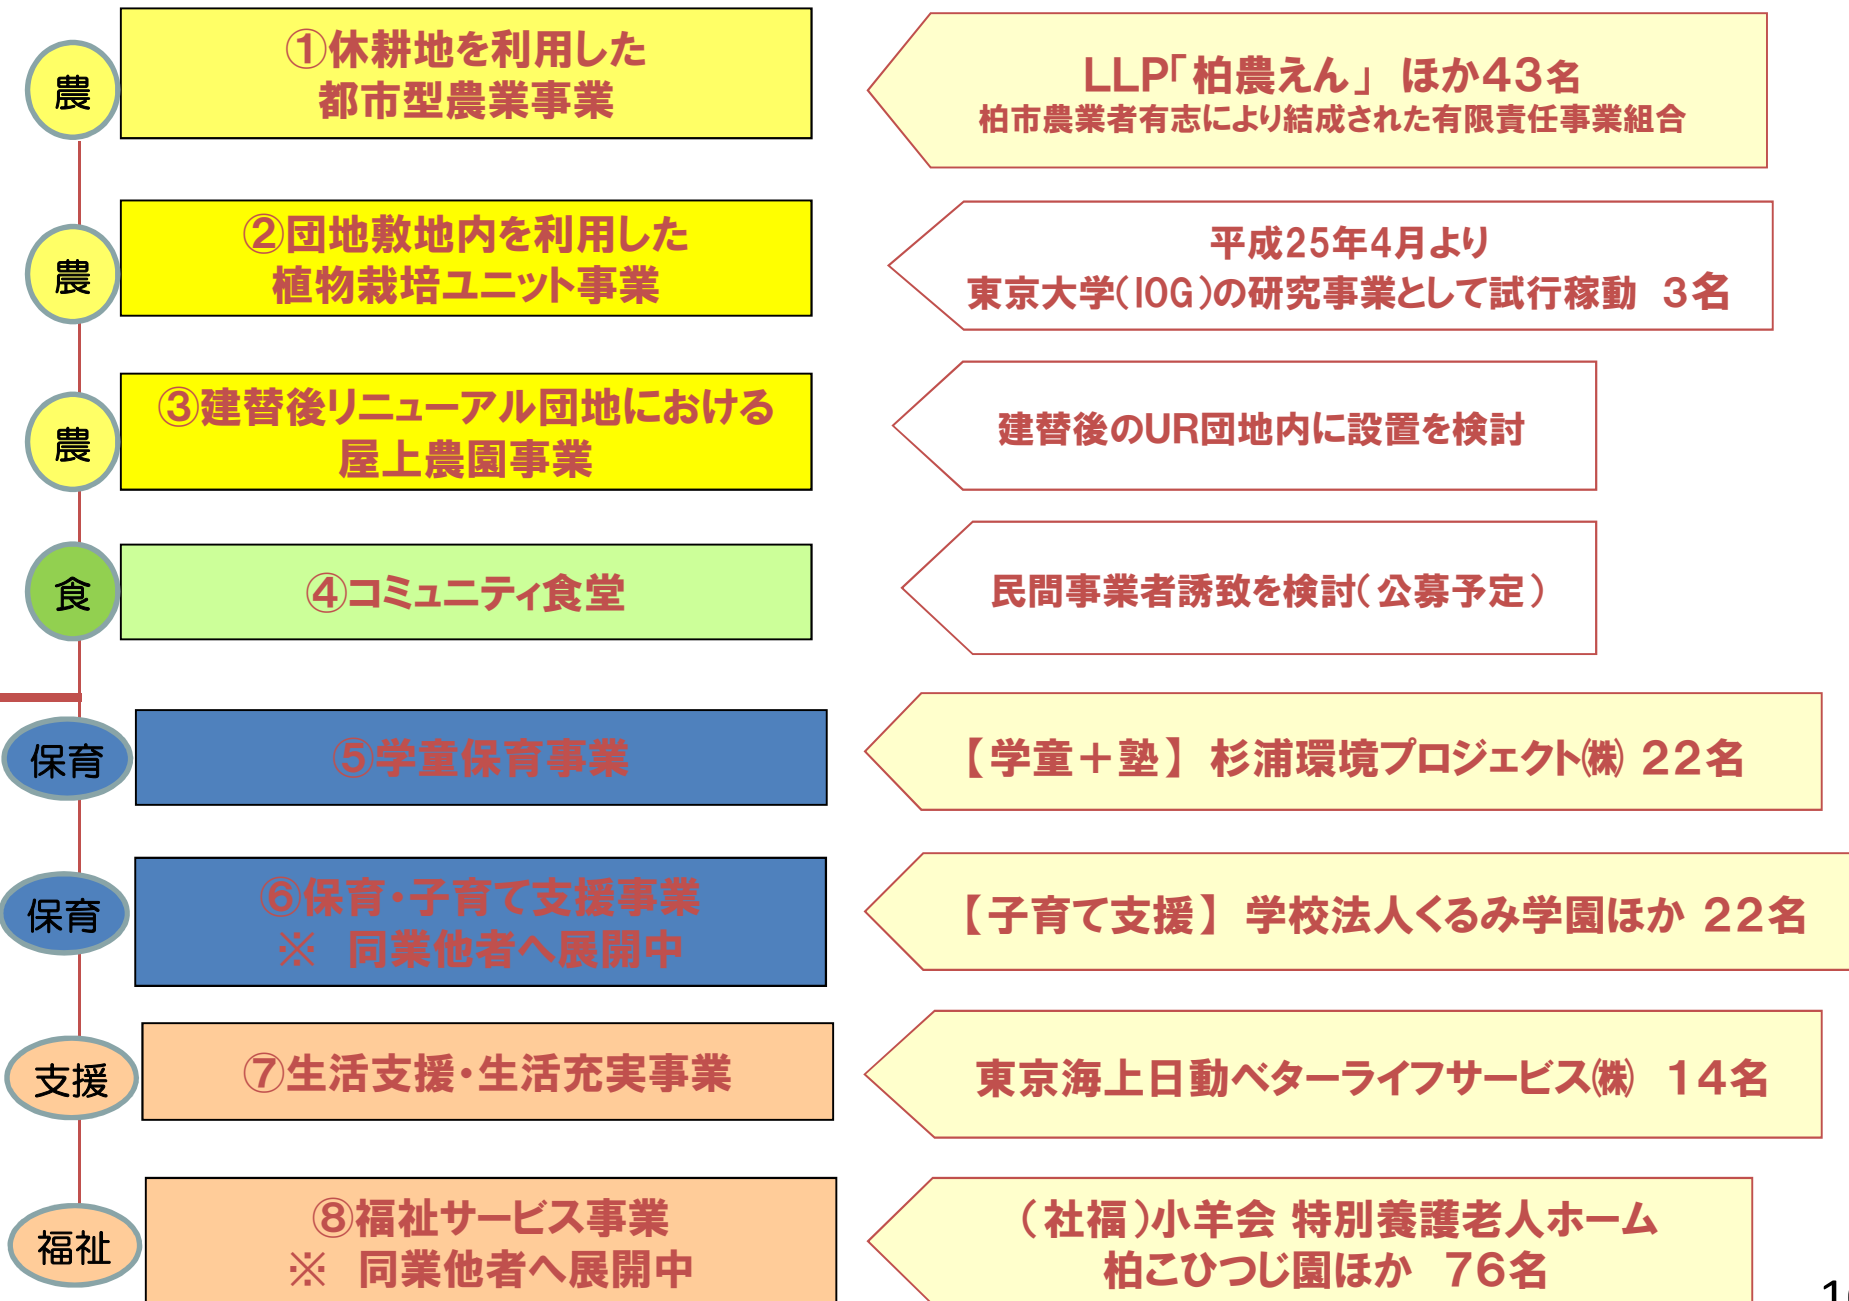 農
①休耕地を利用した
都市型農業事業
LLP「柏農えん」 ほか43名
柏市農業者有志により結成された有限責任事業組合
農
②団地敷地内を利用した
植物栽培ユニット事業
平成25年4月より
東京大学(IOG)の研究事業として試行稼動 3名
農
③建替後リニューアル団地における
屋上農園事業
建替後のUR団地内に設置を検討
食
④コミュニティ食堂
民間事業者誘致を検討(公募予定)
保育
⑤学童保育事業
【学童+塾】 杉浦環境プロジェクト㈱ 22名
保育
⑥保育・子育て支援事業
※ 同業他者へ展開中
【子育て支援】 学校法人くるみ学園ほか 22名
支援
⑦生活支援・生活充実事業
東京海上日動ベターライフサービス㈱ 14名
福祉
⑧福祉サービス事業
※ 同業他者へ展開中
(社福)小羊会 特別養護老人ホーム
柏こひつじ園ほか 76名